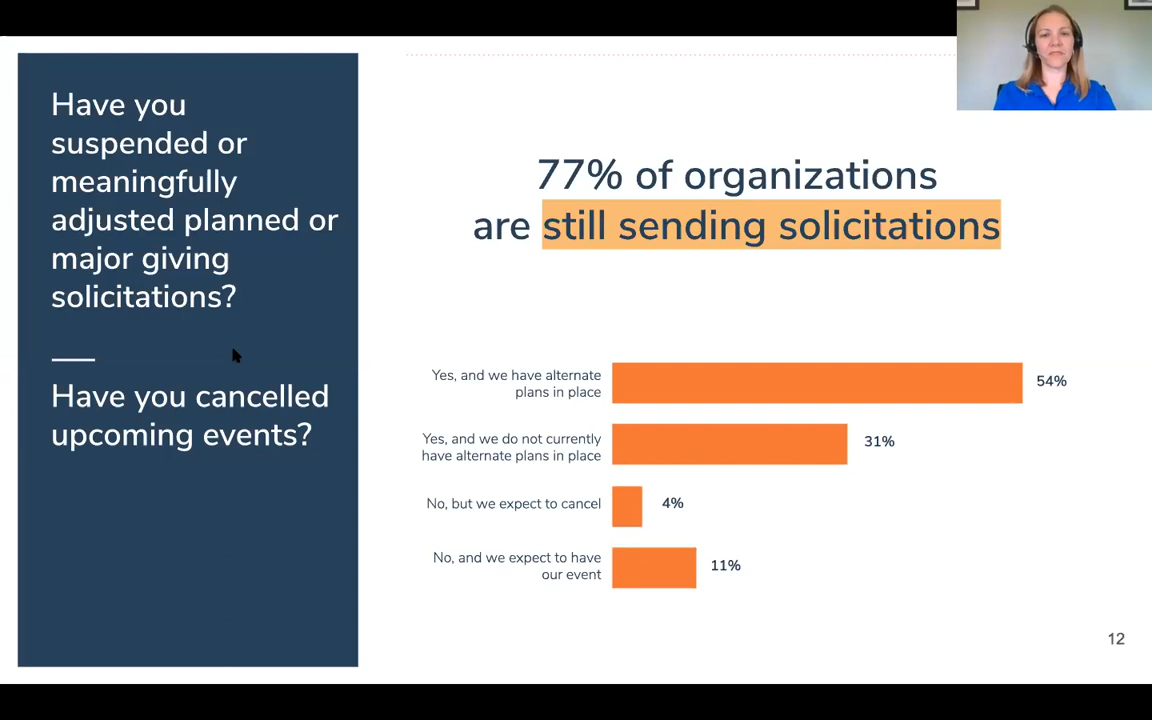 Have you
suspended or
meaningfully
adjusted planned or
major giving
solicitations?
Have you cancelled
upcoming events?
77% of organizations
are still sending solicitations
Yes, and we have alternate
plans in place
54%
Yes, and we do not currently
have alternate plans in place
31%
No, but we expect to cancel
4%
No, and we expect to have
our event
11%
12